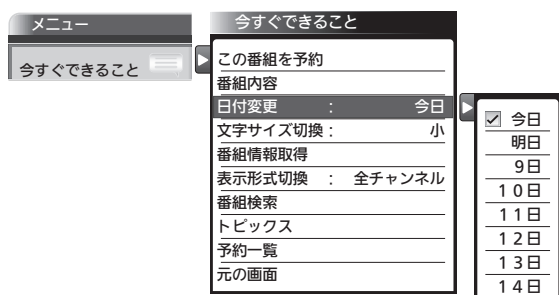 メニュー
今すぐできること
今すぐできること
この番組を予約
番組内容
日付変更 : 今日
文字サイズ切換 : 小
番組情報取得
表示形式切換 : 全チャンネル
番組検索
トピックス
予約一覧
元の画面
今日
明日
9日
10日
11日
12日
13日
14日